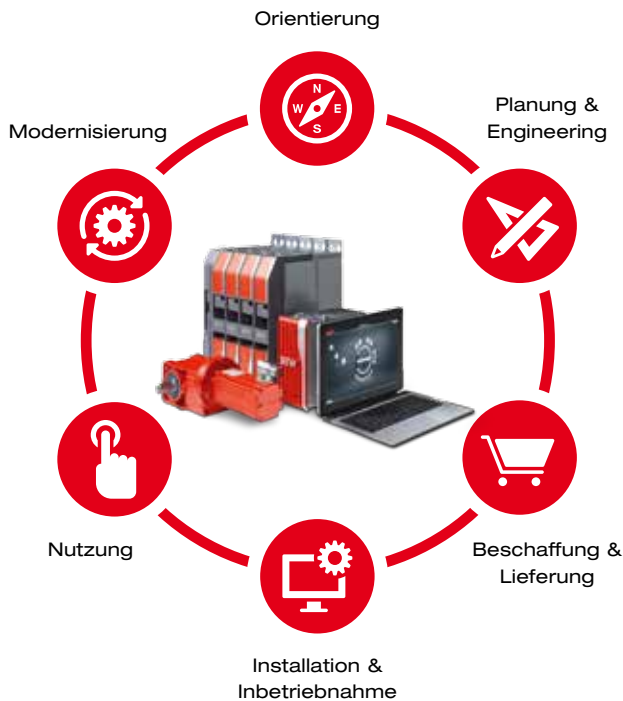 Orientierung
Planung &
Engineering
Beschaffung &
Lieferung
Installation &
Inbetriebnahme
Nutzung
Modernisierung
N
W
E
S